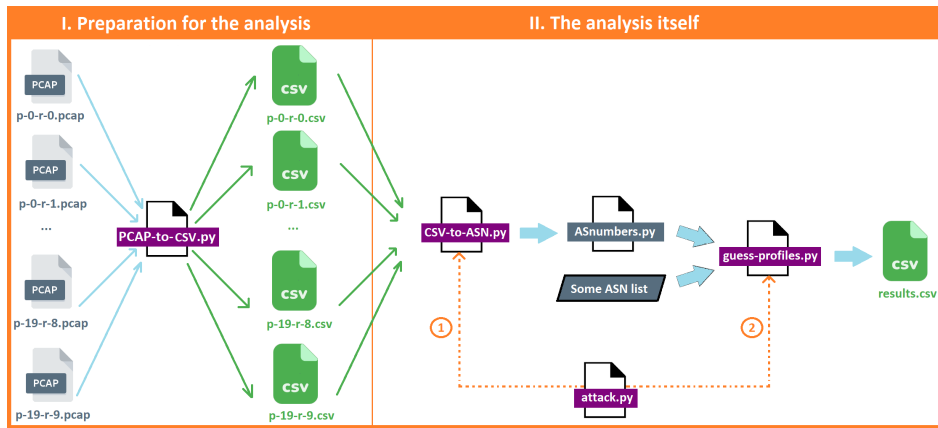 I. Preparation for the analysis
II. The analysis itself
PCAP
p-0-r-0.pcap
PCAP
p-0-r-1.pcap
...
PCAP
p-19-r-8.pcap
PCAP
p-19-r-9.pcap
PCAP-to-CSV.py
CSV
p-0-r-0.csv
CSV
p-0-r-1.csv
...
CSV
p-19-r-8.csv
CSV
p-19-r-9.csv
CSV-to-ASN.py
ASnumbers.py
Some ASN list
guess-profiles.py
CSV
results.csv
1
2
attack.py